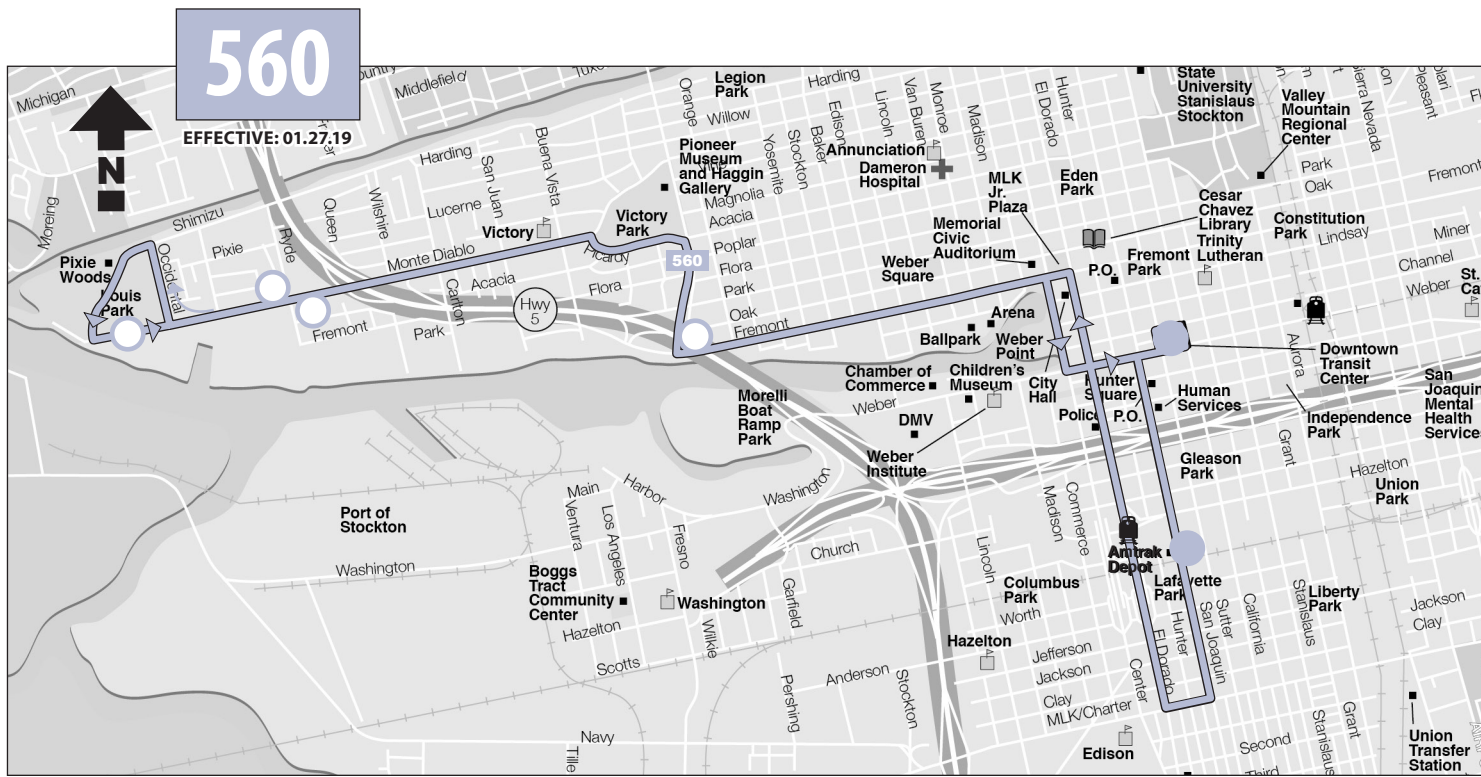 560
EFFECTIVE: 01.27.19
N
Michigan
Middlefield
Harding
Legion
Park
Orange
Willow
Harding
Edison
Lincoln
Van Buren
Monroe
Madison
Hunter
El Dorado
State
University
Stanislaus
Stockton
Valley
Mountain
Regional
Center
Sierra Nevada
Pleasant
Moreing
Shimizu
Queen
Ryde
Wilshire
Harding
San Juan
Buena Vista
Lucerne
Pixie
Monte Diablo
Victory
Victory
Park
Picardy
Pioneer
Museum
and Haggin
Gallery
Vine
Yosemite
Stockton
Baker
Magnolia
Acacia
Poplar
Flora
Park
Oak
Fremont
Annunciation
Dameron
Hospital
MLK
Jr.
Plaza
Eden
Park
Memorial
Civic
Auditorium
Weber
Square
Cesar
Chavez
Library
Trinity
Lutheran
Fremont
Park
P.O.
Park
Oak
Fremont
Constitution
Park
Lindsay
Miner
Channel
Weber
St.
Ca
Pixie
Woods
Louis
Park
Occidental
Acacia
Flora
Carlton
Park
Fremont
Hwy
5
560
Arena
Ballpark
Weber
Point
Chamber of
Commerce
Children's
Museum
City
Hall
Hunter
Square
Police
P.O.
Human
Services
Aurora
Downtown
Transit
Center
Independence
Park
San
Joaquin
Mental
Health
Services
Morelli
Boat
Ramp
Park
Weber
DMV
Weber
Institute
Gleason
Park
Grant
Hazelton
Union
Park
Port of
Stockton
Main
Ventura
Los Angeles
Harbor
Fresno
Washington
Washington
Church
Lincoln
Madison
Commerce
Amtrak
Depot
Lafayette
Park
Boggs
Tract
Community
Center
Washington
Hazelton
Scotts
Wilkie
Garfield
Columbus
Park
Worth
Hazelton
Jefferson
Jackson
Clay
MLK/Charter
Center
El Dorado
Hunter
San Joaquin
Sutter
California
Stanislaus
Liberty
Park
Jackson
Clay
Anderson
Pershing
Stockton
Navy
Edison
Second
Third
Stanislaus
Grant
Union
Transfer
Station